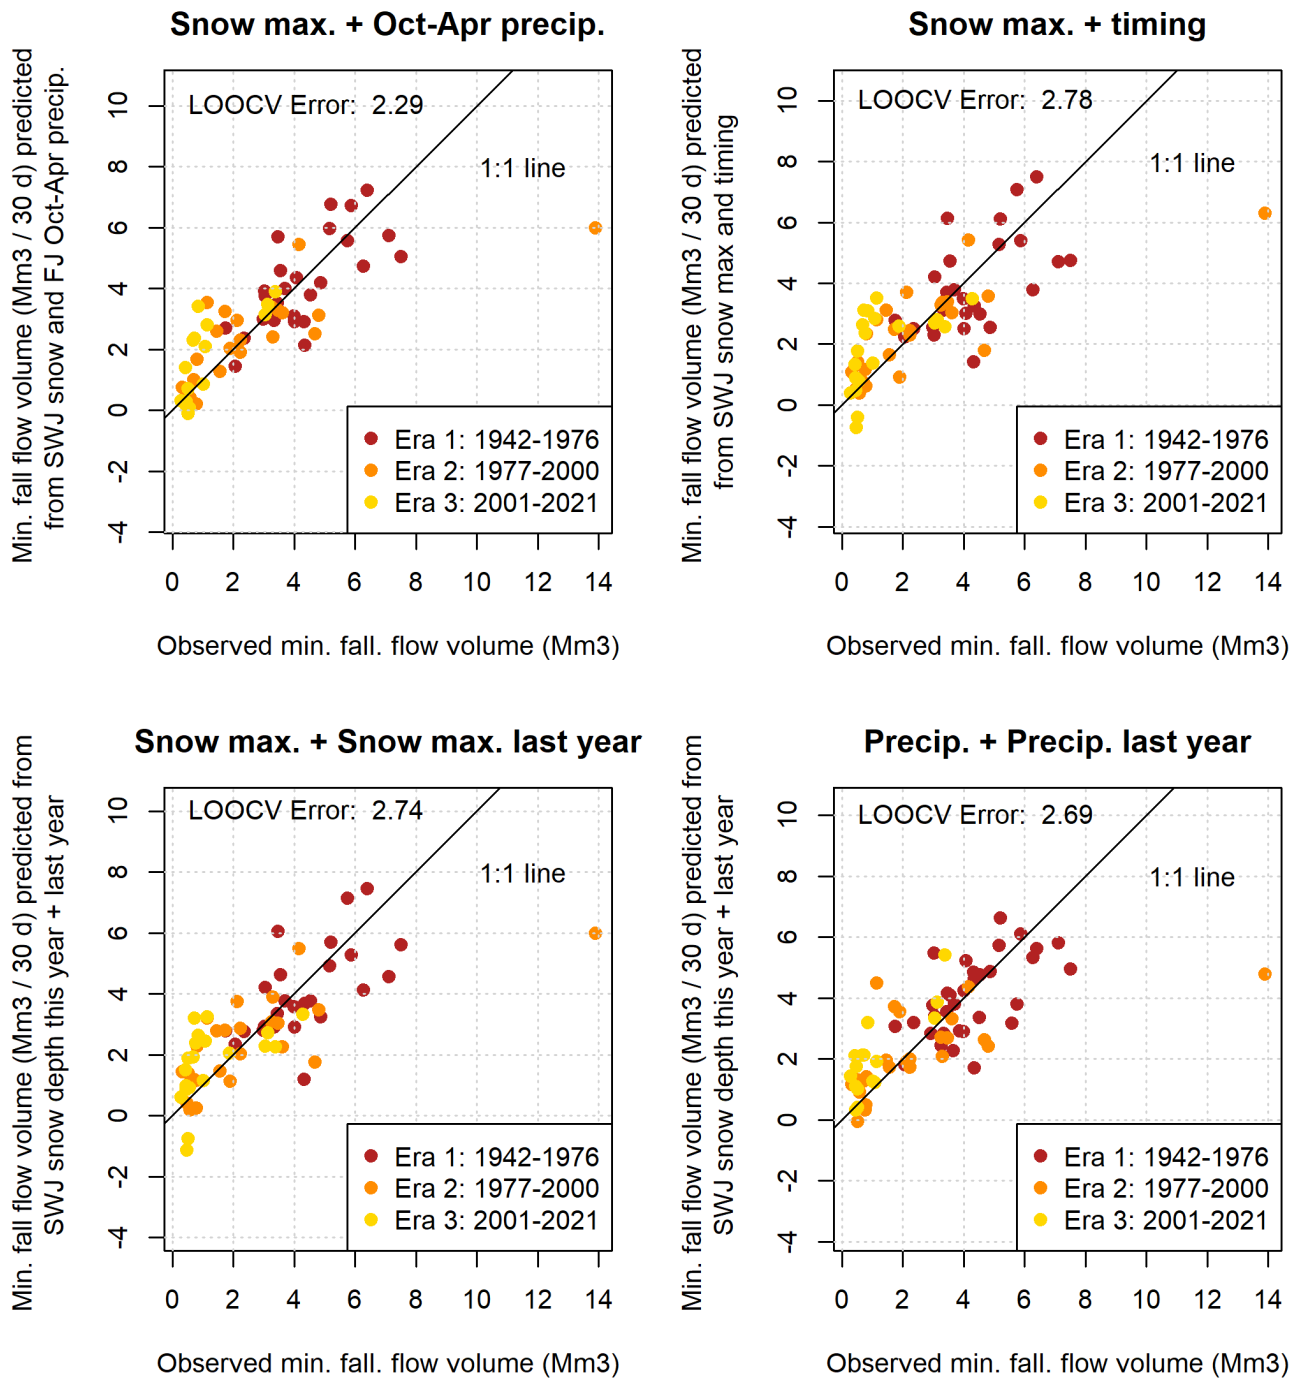 Snow max. + Oct-Apr precip.
Min. fall flow volume (Mm3 / 30 d) predicted
from SWJ snow and FJ Oct-Apr precip.
10
8
6
4
2
0
-2
-4
LOOCV Error: 2.29
1:1 line
Era 1: 1942-1976
Era 2: 1977-2000
Era 3: 2001-2021
0 2 4 6 8 10 12 14
Observed min. fall. flow volume (Mm3)
Snow max. + timing
Min. fall flow volume (Mm3 / 30 d) predicted
from SWJ snow max and timing
10
8
6
4
2
0
-2
-4
LOOCV Error: 2.78
1:1 line
Era 1: 1942-1976
Era 2: 1977-2000
Era 3: 2001-2021
0 2 4 6 8 10 12 14
Observed min. fall. flow volume (Mm3)
Snow max. + Snow max. last year
Min. fall flow volume (Mm3 / 30 d) predicted from
SWJ snow depth this year + last year
10
8
6
4
2
0
-2
-4
LOOCV Error: 2.74
1:1 line
Era 1: 1942-1976
Era 2: 1977-2000
Era 3: 2001-2021
0 2 4 6 8 10 12 14
Observed min. fall. flow volume (Mm3)
Precip. + Precip. last year
Min. fall flow volume (Mm3 / 30 d) predicted from
SWJ snow depth this year + last year
10
8
6
4
2
0
-2
-4
LOOCV Error: 2.69
1:1 line
Era 1: 1942-1976
Era 2: 1977-2000
Era 3: 2001-2021
0 2 4 6 8 10 12 14
Observed min. fall. flow volume (Mm3)